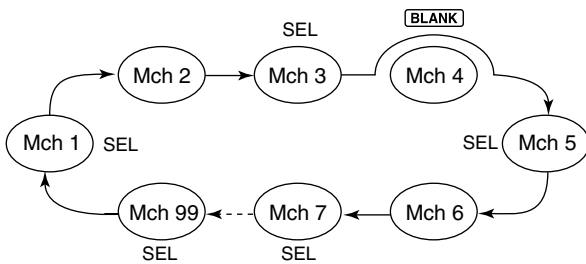 BLANK
SEL
Mch 2
Mch 3
Mch 4
Mch 1
SEL
SEL
Mch 5
Mch 99
Mch 7
Mch 6
SEL
SEL